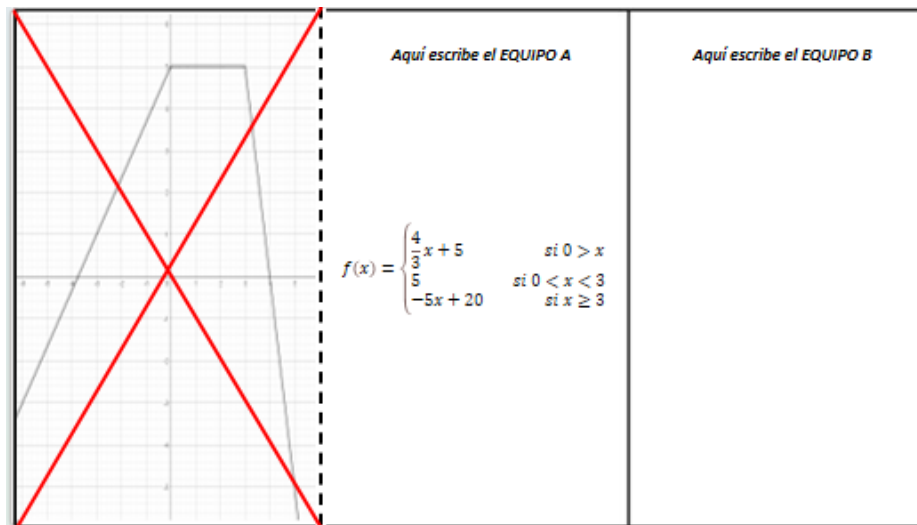 Aquí escribe el EQUIPO A
Aquí escribe el EQUIPO B
f(x) = { 4/3 x + 5 si 0 > x
5 si 0 < x < 3
−5x + 20 si x ≥ 3